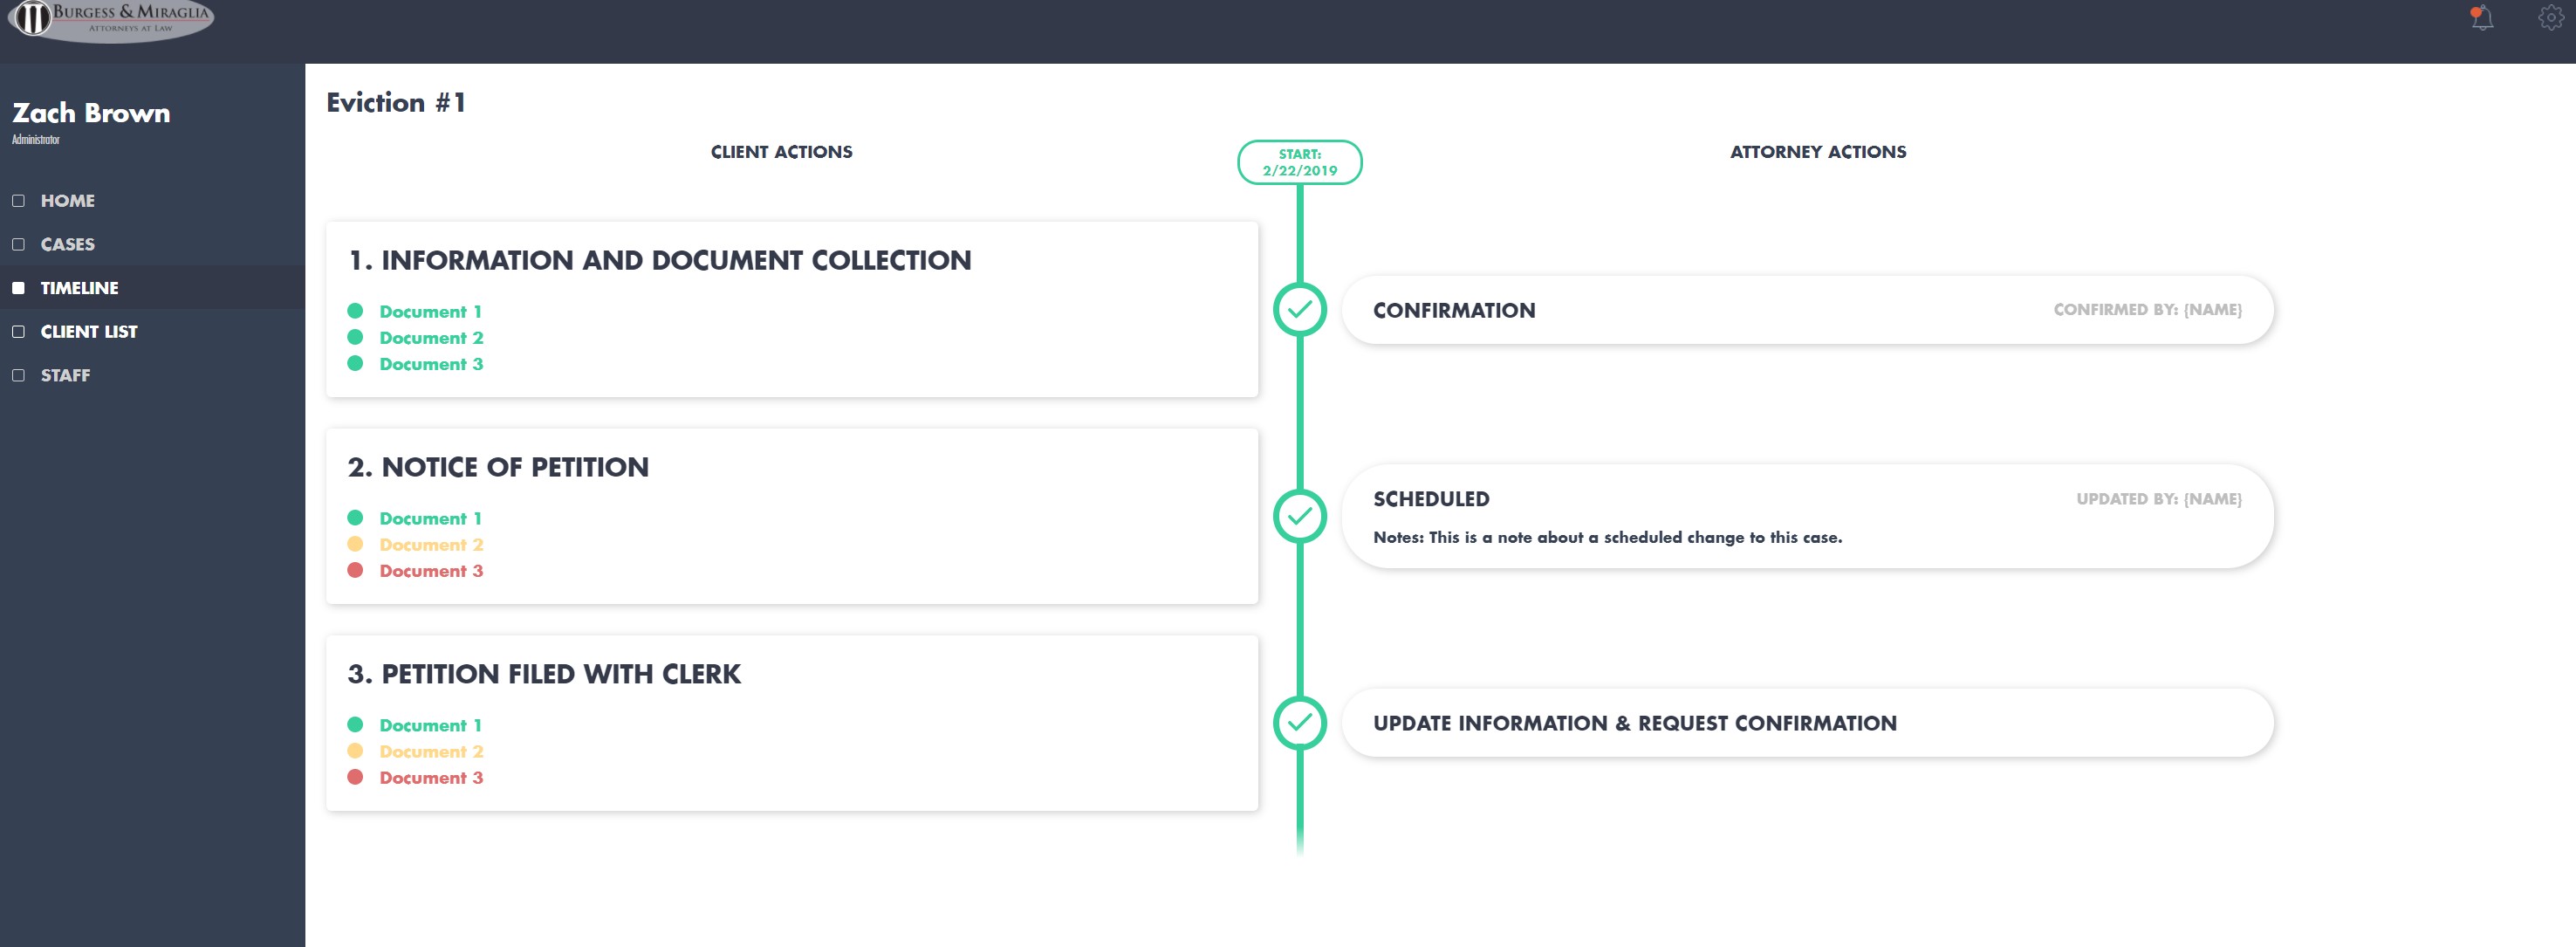 BURGESS & MIRAGLIA
ATTORNEYS AT LAW
Zach Brown
Administrator
HOME
CASES
TIMELINE
CLIENT LIST
STAFF
Eviction #1
CLIENT ACTIONS
START:
2/22/2019
ATTORNEY ACTIONS
1. INFORMATION AND DOCUMENT COLLECTION
Document 1
Document 2
Document 3
CONFIRMATION
CONFIRMED BY: {NAME}
2. NOTICE OF PETITION
Document 1
Document 2
Document 3
SCHEDULED
UPDATED BY: {NAME}
Notes: This is a note about a scheduled change to this case.
3. PETITION FILED WITH CLERK
Document 1
Document 2
Document 3
UPDATE INFORMATION & REQUEST CONFIRMATION